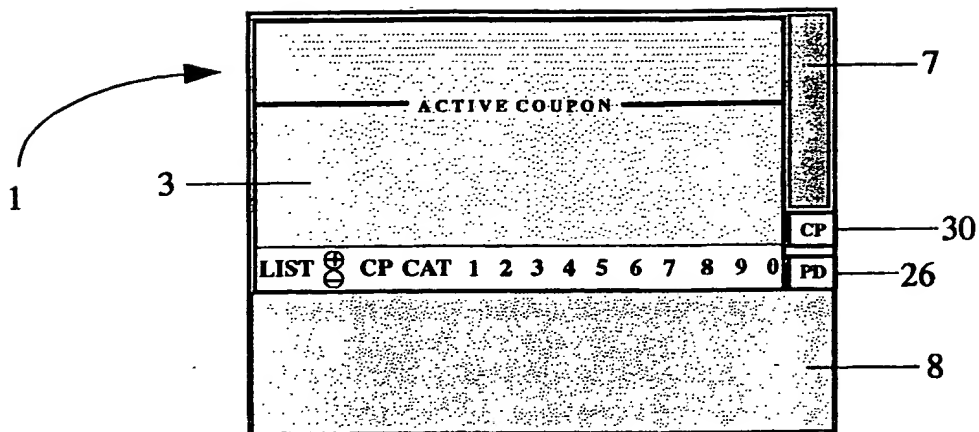 7
ACTIVE COUPON
1
3
CP
30
LIST ⊕ ⊖ CP CAT 1 2 3 4 5 6 7 8 9 0
PD
26
8